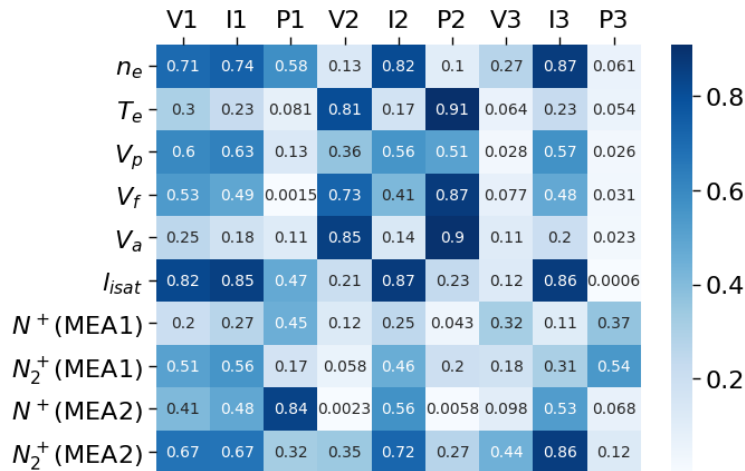 V1 I1 P1 V2 I2 P2 V3 I3 P3
n_e 0.71 0.74 0.58 0.13 0.82 0.1 0.27 0.87 0.061
T_e 0.3 0.23 0.081 0.81 0.17 0.91 0.064 0.23 0.054
V_p 0.6 0.63 0.13 0.36 0.56 0.51 0.028 0.57 0.026
V_f 0.53 0.49 0.0015 0.73 0.41 0.87 0.077 0.48 0.031
V_a 0.25 0.18 0.11 0.85 0.14 0.9 0.11 0.2 0.023
I_{isat} 0.82 0.85 0.47 0.21 0.87 0.23 0.12 0.86 0.0006
N^+(MEA1) 0.2 0.27 0.45 0.12 0.25 0.043 0.32 0.11 0.37
N_2^+(MEA1) 0.51 0.56 0.17 0.058 0.46 0.2 0.18 0.31 0.54
N^+(MEA2) 0.41 0.48 0.84 0.0023 0.56 0.0058 0.098 0.53 0.068
N_2^+(MEA2) 0.67 0.67 0.32 0.35 0.72 0.27 0.44 0.86 0.12
0.8
0.6
0.4
0.2